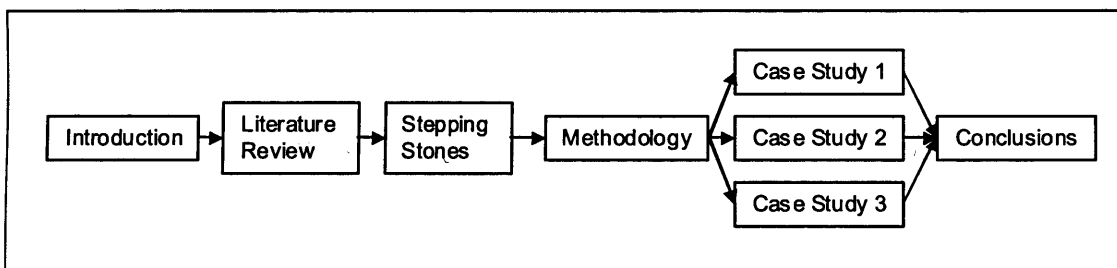 Introduction
Literature
Review
Stepping
Stones
Methodology
Case Study 1
Case Study 2
Case Study 3
Conclusions